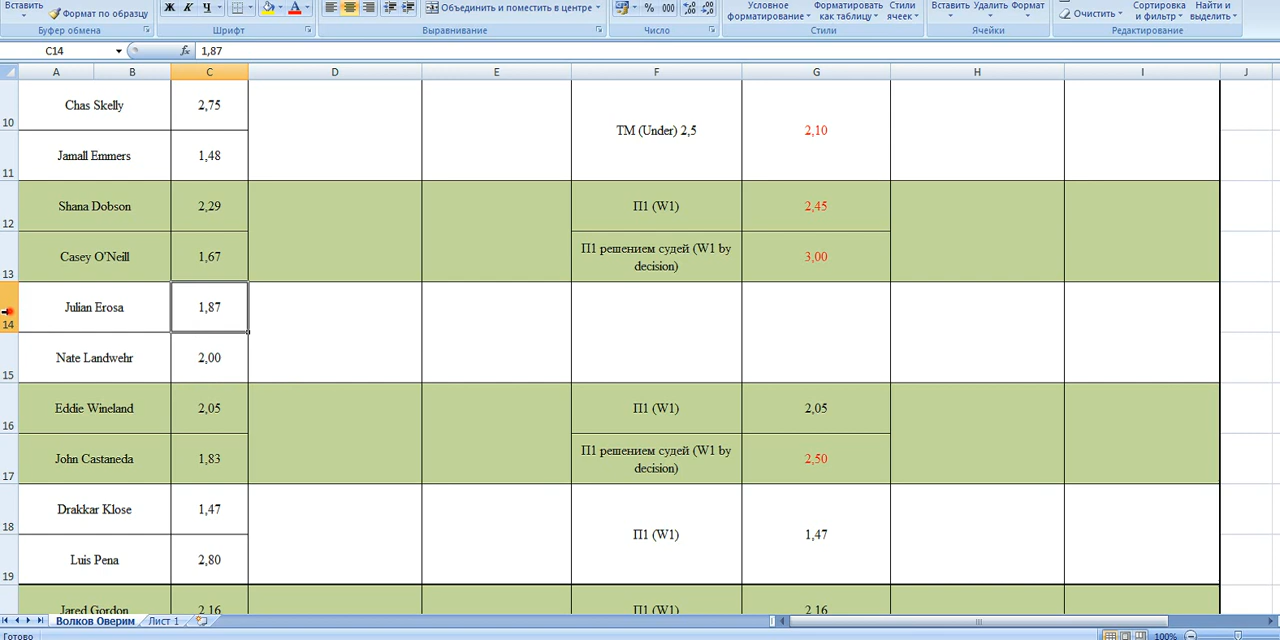 Вставить
Формат по образцу
Буфер обмена
Ж К Ч
Шрифт
Объединить и поместить в центре
Выравнивание
% 000
Число
Условное форматирование
Форматировать как таблицу
Стили ячеек
Стили
Вставить Удалить Формат
Ячейки
Очистить
Сортировка и фильтр
Найти и выделить
Редактирование
C14 fx 1,87
A B C D E F G H I J
10 Chas Skelly 2,75
ТМ (Under) 2,5 2,10
11 Jamall Emmers 1,48
12 Shana Dobson 2,29 П1 (W1) 2,45
13 Casey O'Neill 1,67 П1 решением судей (W1 by
decision) 3,00
14 Julian Erosa 1,87
15 Nate Landwehr 2,00
16 Eddie Wineland 2,05 П1 (W1) 2,05
17 John Castaneda 1,83 П1 решением судей (W1 by
decision) 2,50
18 Drakkar Klose 1,47
П1 (W1) 1,47
19 Luis Pena 2,80
Jared Gordon 2,16 П1 (W1) 2,16
Волков Оверим Лист 1
Готово 100%